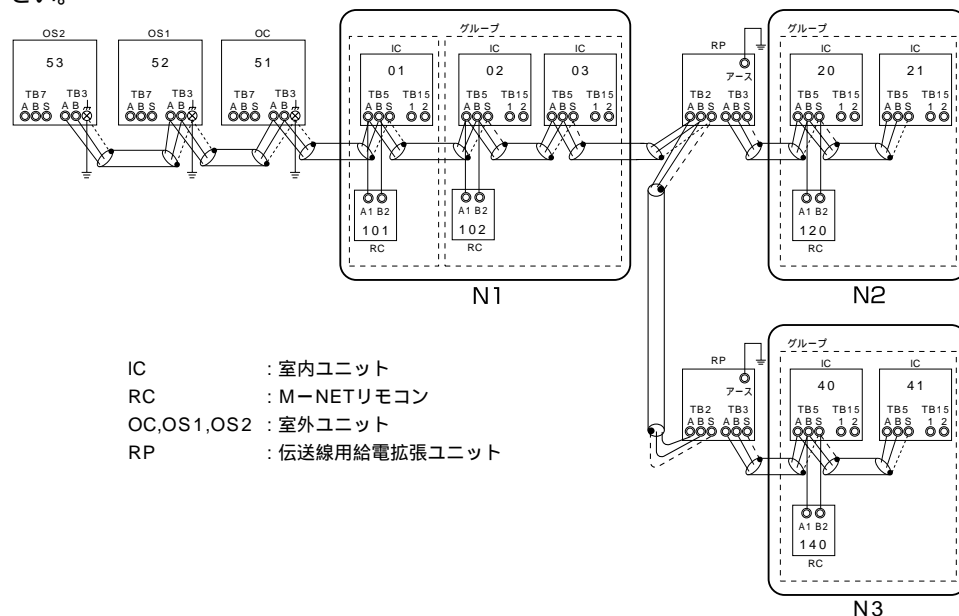 さい。
グループ
グループ
OS2 OS1 OC IC IC IC RP IC IC
53 52 51 01 02 03 アース 20 21
TB7 TB3 TB7 TB3 TB7 TB3 TB5 TB15 TB5 TB15 TB5 TB15 TB2 TB3 TB5 TB15 TB5 TB15
A B S A B A B S A B A B S A B A B S 1 2 A B S 1 2 A B S 1 2 A B S A B S A B S 1 2 A B S 1 2
A1 B2 A1 B2 A1 B2
101 102 120
RC RC RC
N1 N2
グループ
RP IC IC
アース 40 41
TB2 TB3 TB5 TB15 TB5 TB15
A B S A B S A B S 1 2 A B S 1 2
A1 B2
140
RC
N3
IC : 室内ユニット
RC : M−NETリモコン
OC,OS1,OS2 : 室外ユニット
RP : 伝送線用給電拡張ユニット